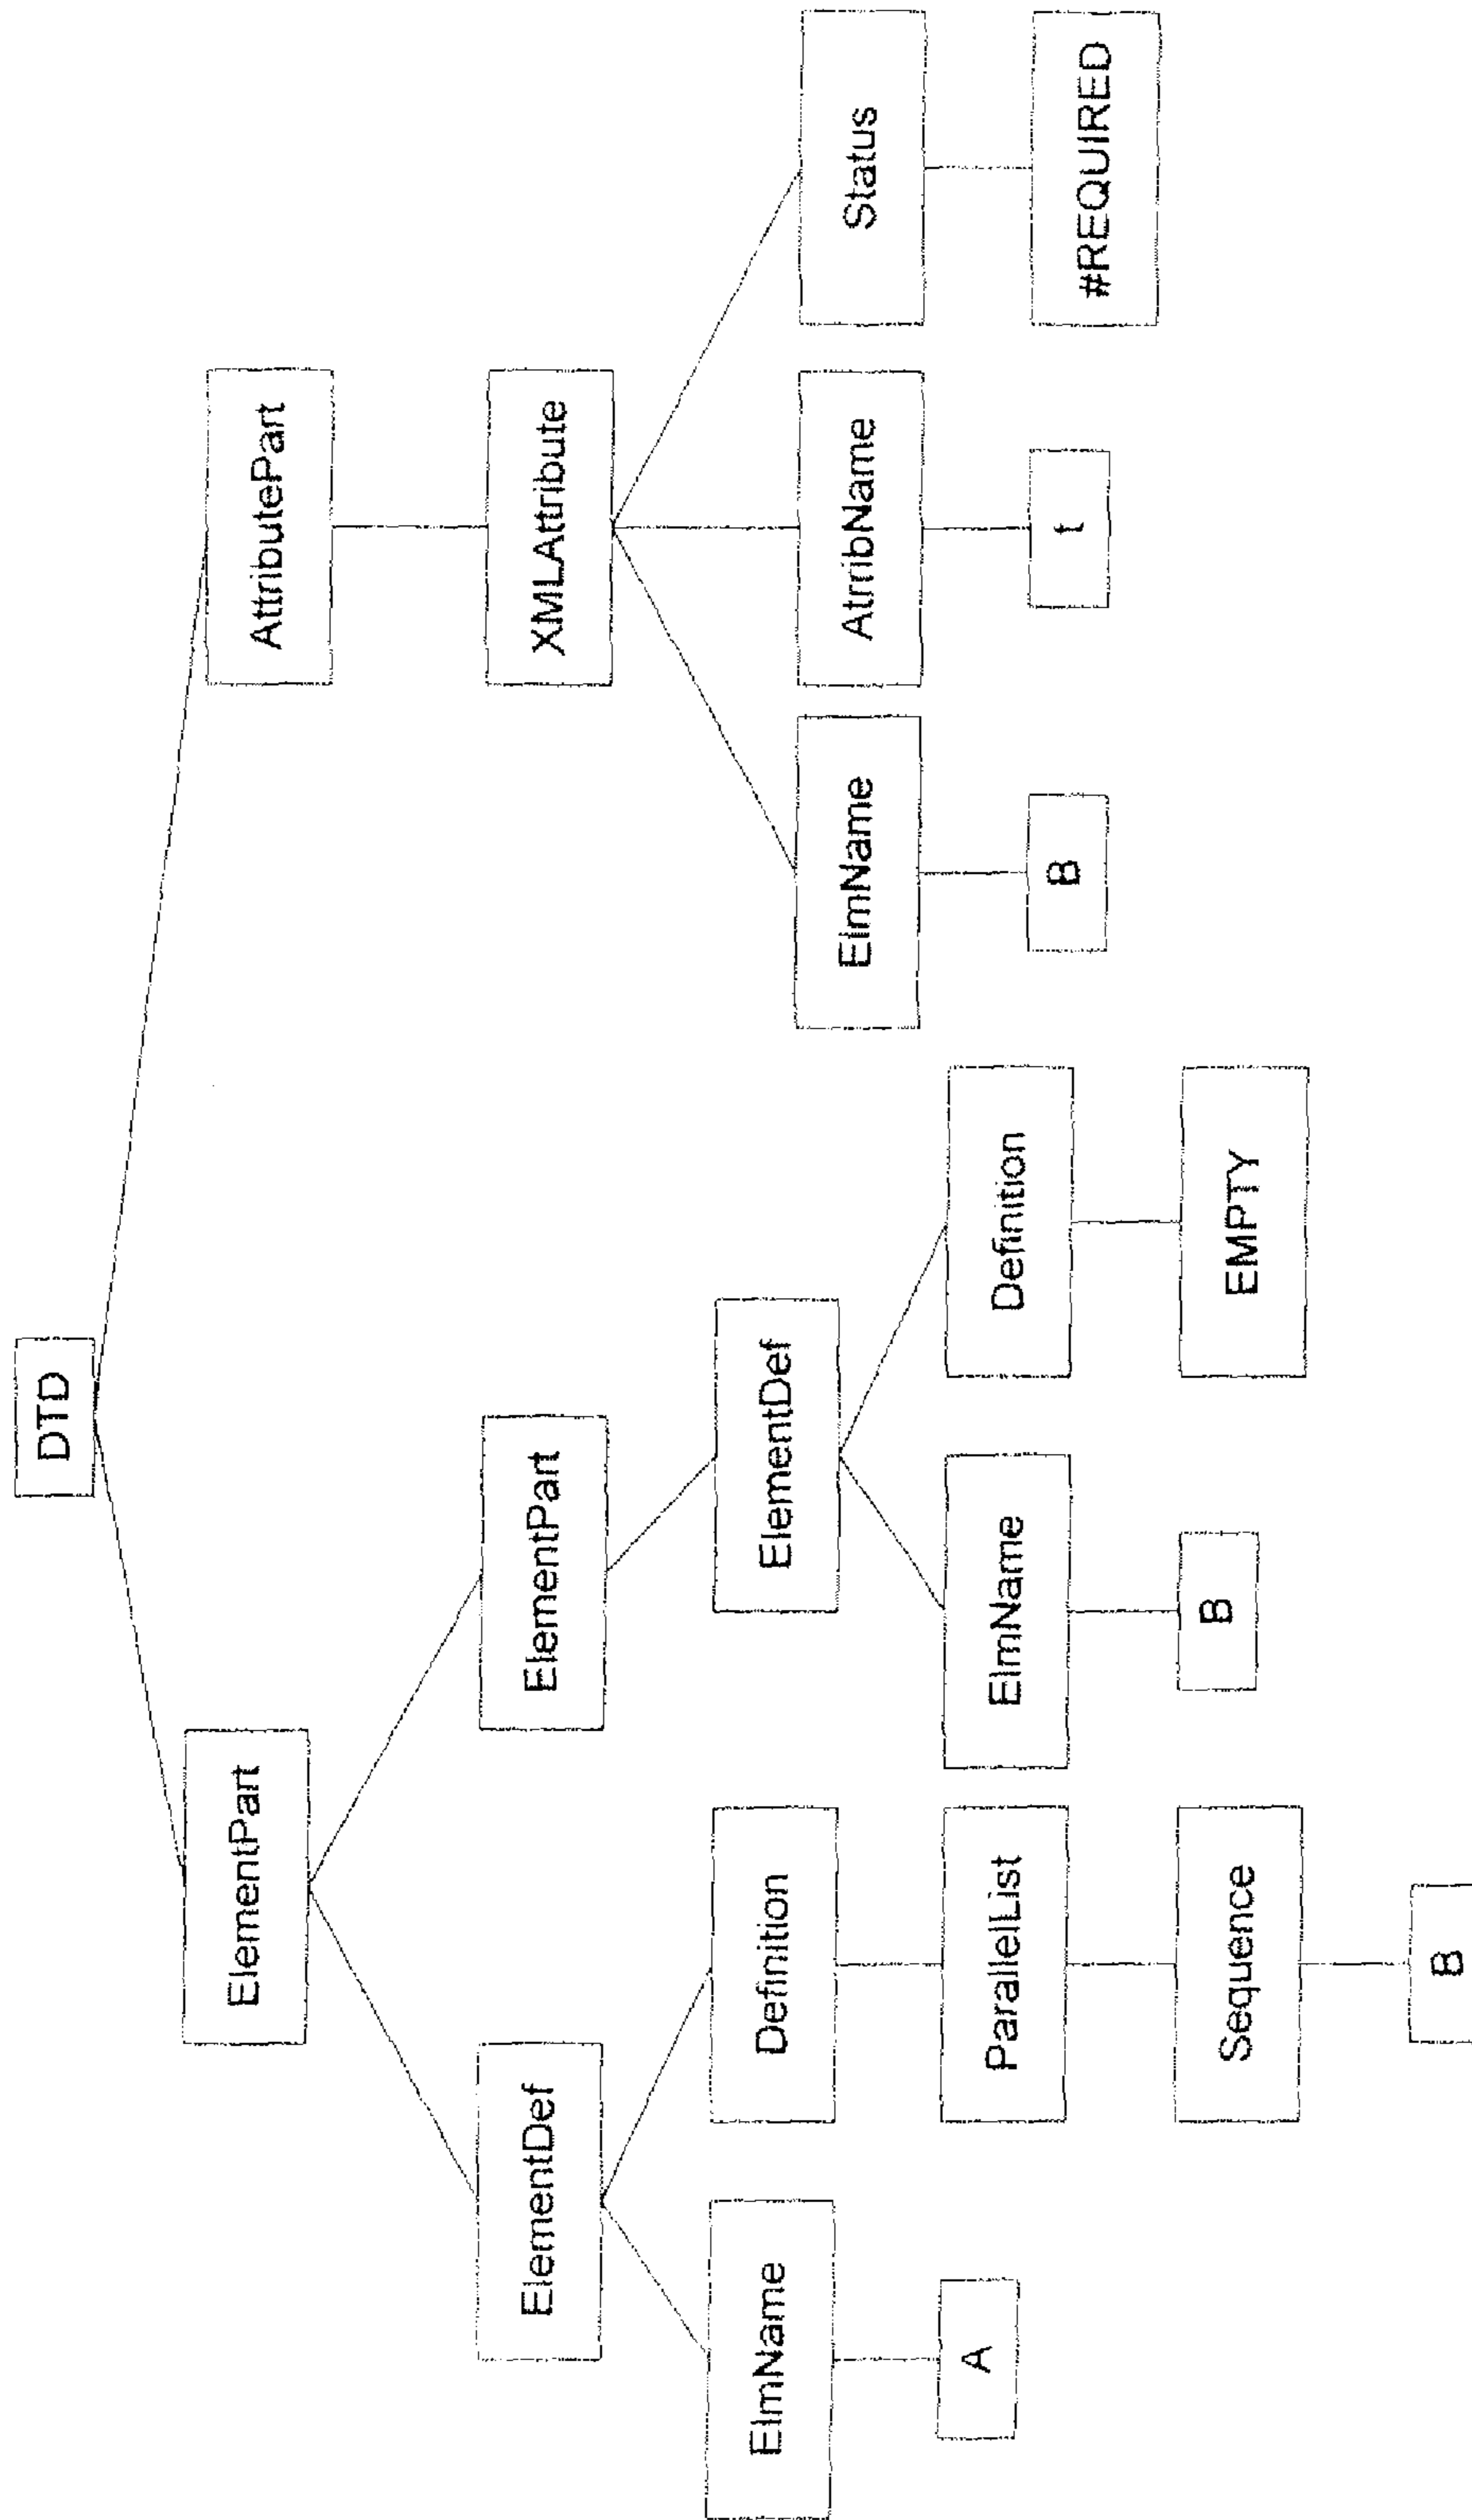 DTD
ElementPart
AttributePart
ElementDef
ElementPart
XMLAttribute
ElmName
Definition
ElementDef
ElmName
AtrribName
Status
A
ParallelList
ElmName
Definition
B
t
#REQUIRED
Sequence
B
EMPTY
B